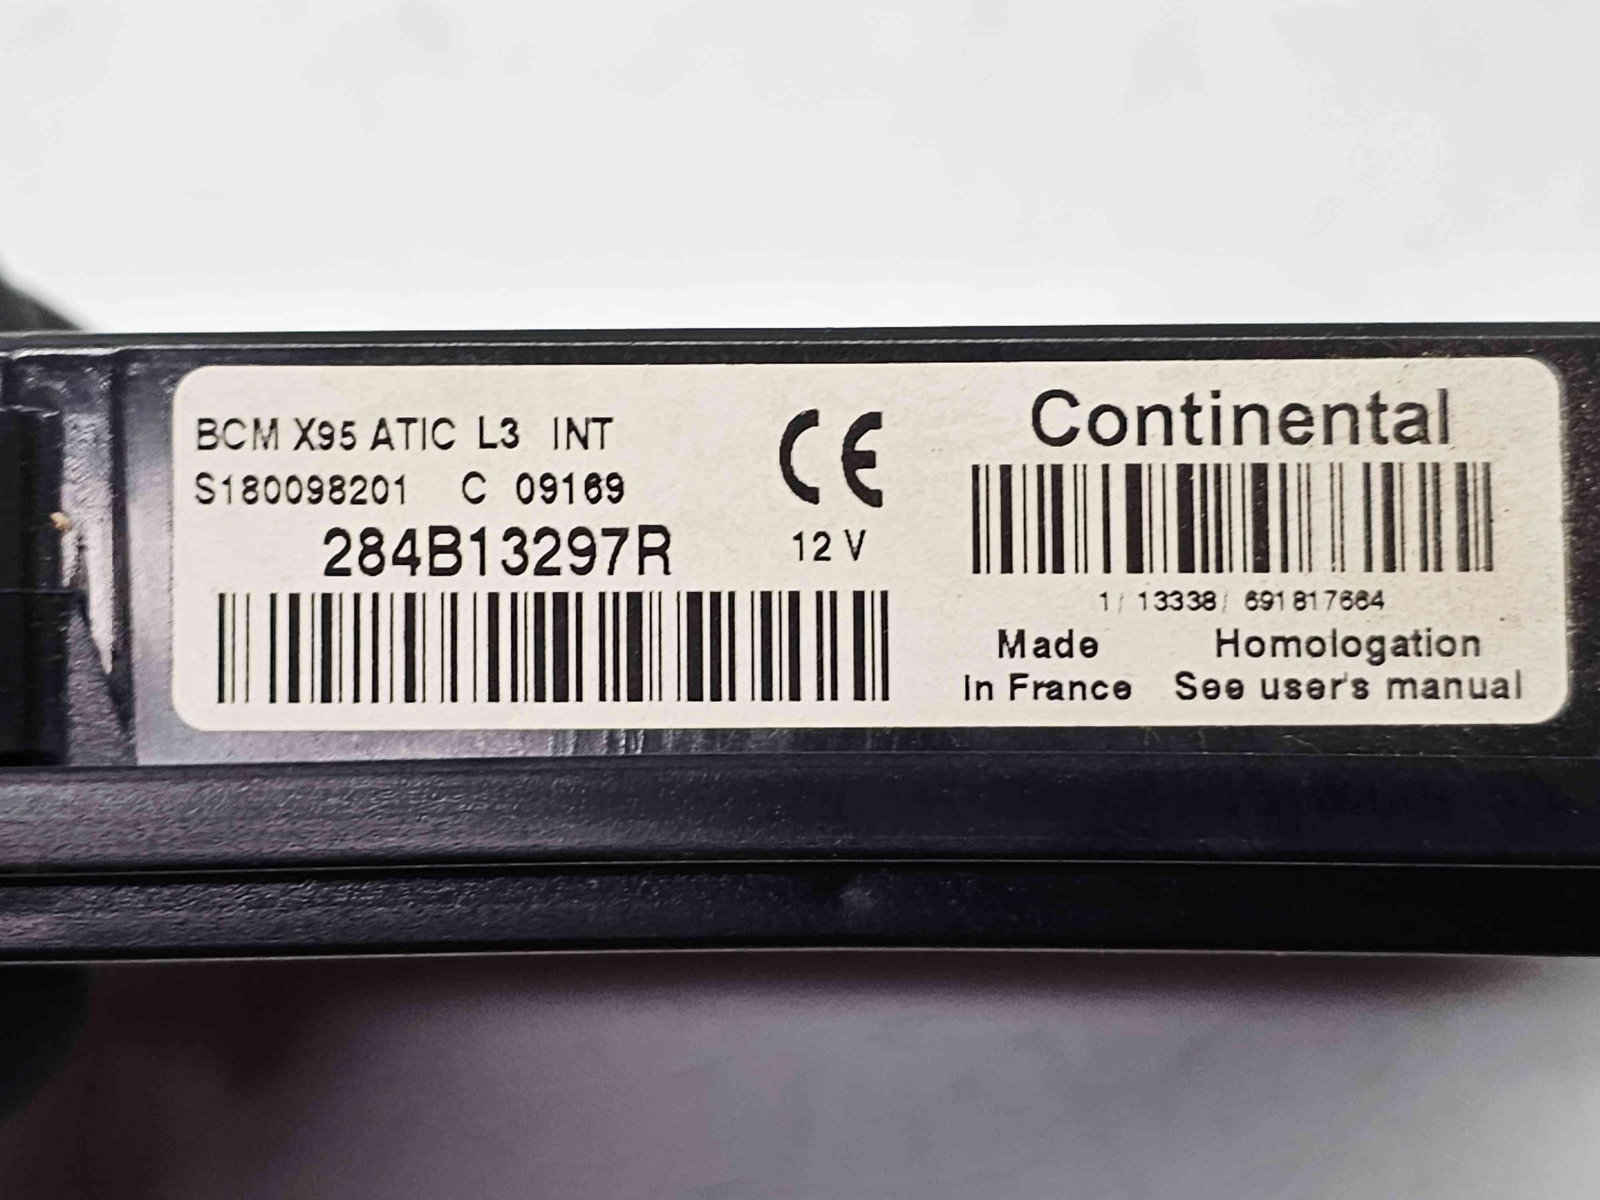 BCM X95 ATIC L3 INT
S180098201 C 09169
284B13297R
CE
12 V
Continental
1/ 13338/ 691817664
Made
In France
Homologation
See user's manual